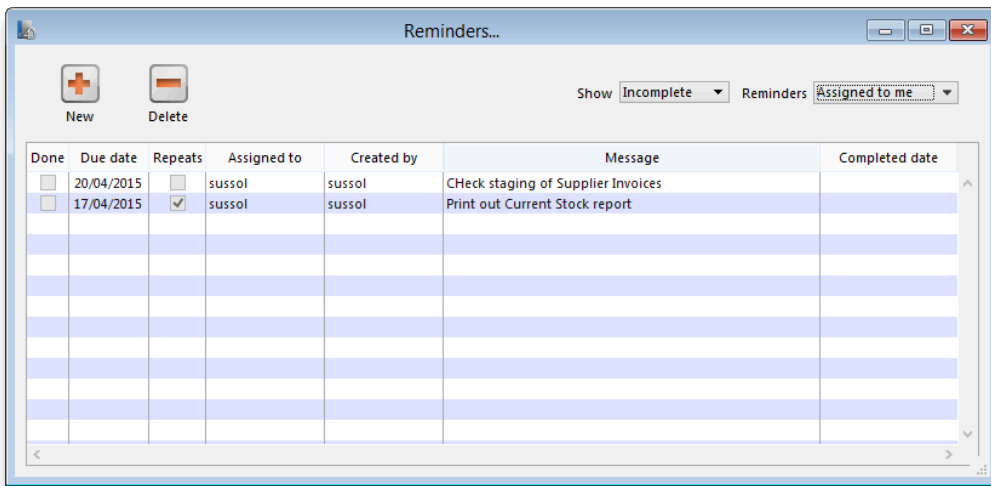 Reminders...
Show Incomplete Reminders Assigned to me
New Delete
Done Due date Repeats Assigned to Created by Message Completed date
20/04/2015 sussol sussol CHeck staging of Supplier Invoices
17/04/2015 sussol sussol Print out Current Stock report